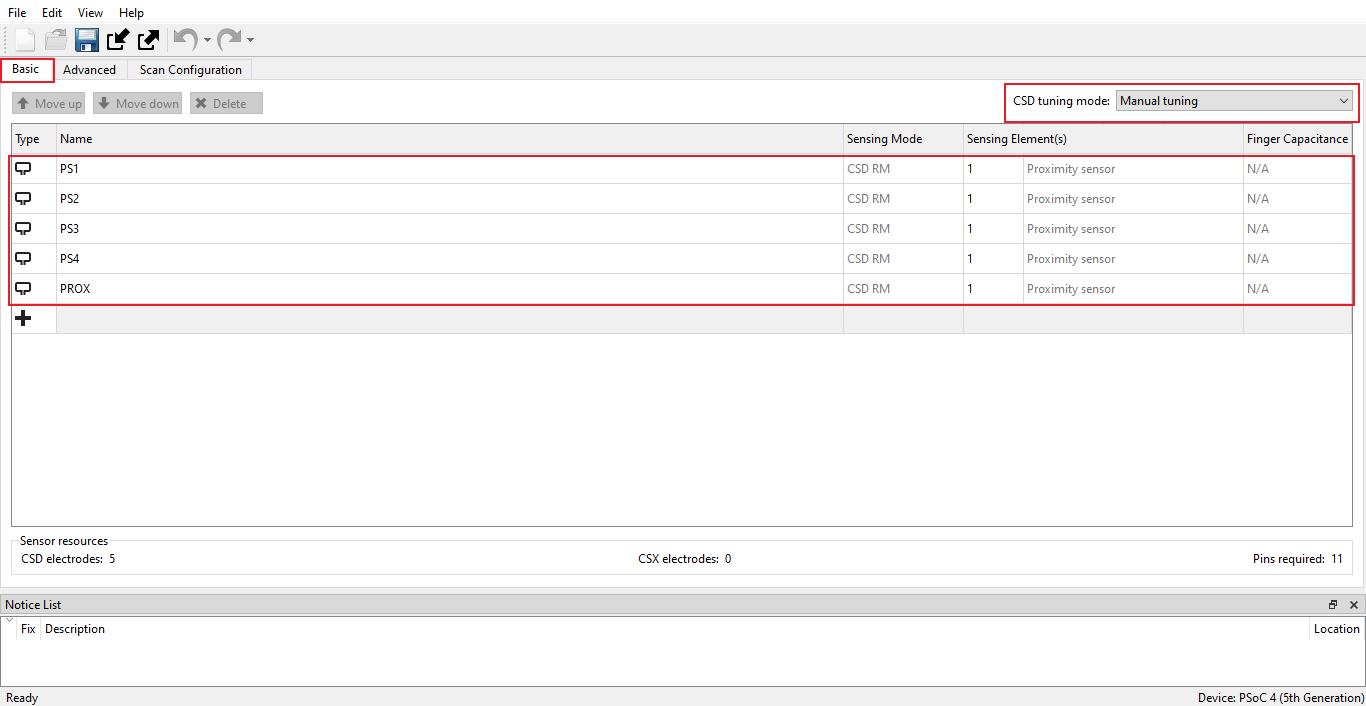 File Edit View Help
Basic Advanced Scan Configuration
Move up Move down Delete CSD tuning mode: Manual tuning
Type Name Sensing Mode Sensing Element(s) Finger Capacitance
PS1 CSD RM 1 Proximity sensor N/A
PS2 CSD RM 1 Proximity sensor N/A
PS3 CSD RM 1 Proximity sensor N/A
PS4 CSD RM 1 Proximity sensor N/A
PROX CSD RM 1 Proximity sensor N/A
Sensor resources
CSD electrodes: 5 CSX electrodes: 0 Pins required: 11
Notice List
Fix Description Location
Ready Device: PSoC 4 (5th Generation)